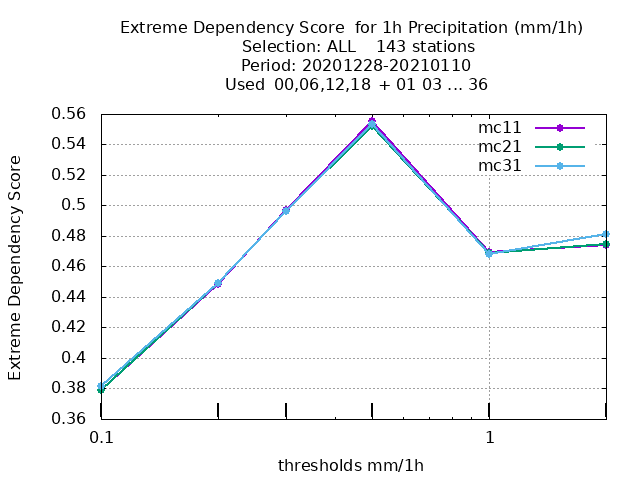 Extreme Dependency Score  for 1h Precipitation (mm/1h)
Selection: ALL    143 stations
Period: 20201228-20210110
Used  00,06,12,18 + 01 03 ... 36
Extreme Dependency Score
0.56
0.54
0.52
0.5
0.48
0.46
0.44
0.42
0.4
0.38
0.36
mc11
mc21
mc31
0.1
1
thresholds mm/1h